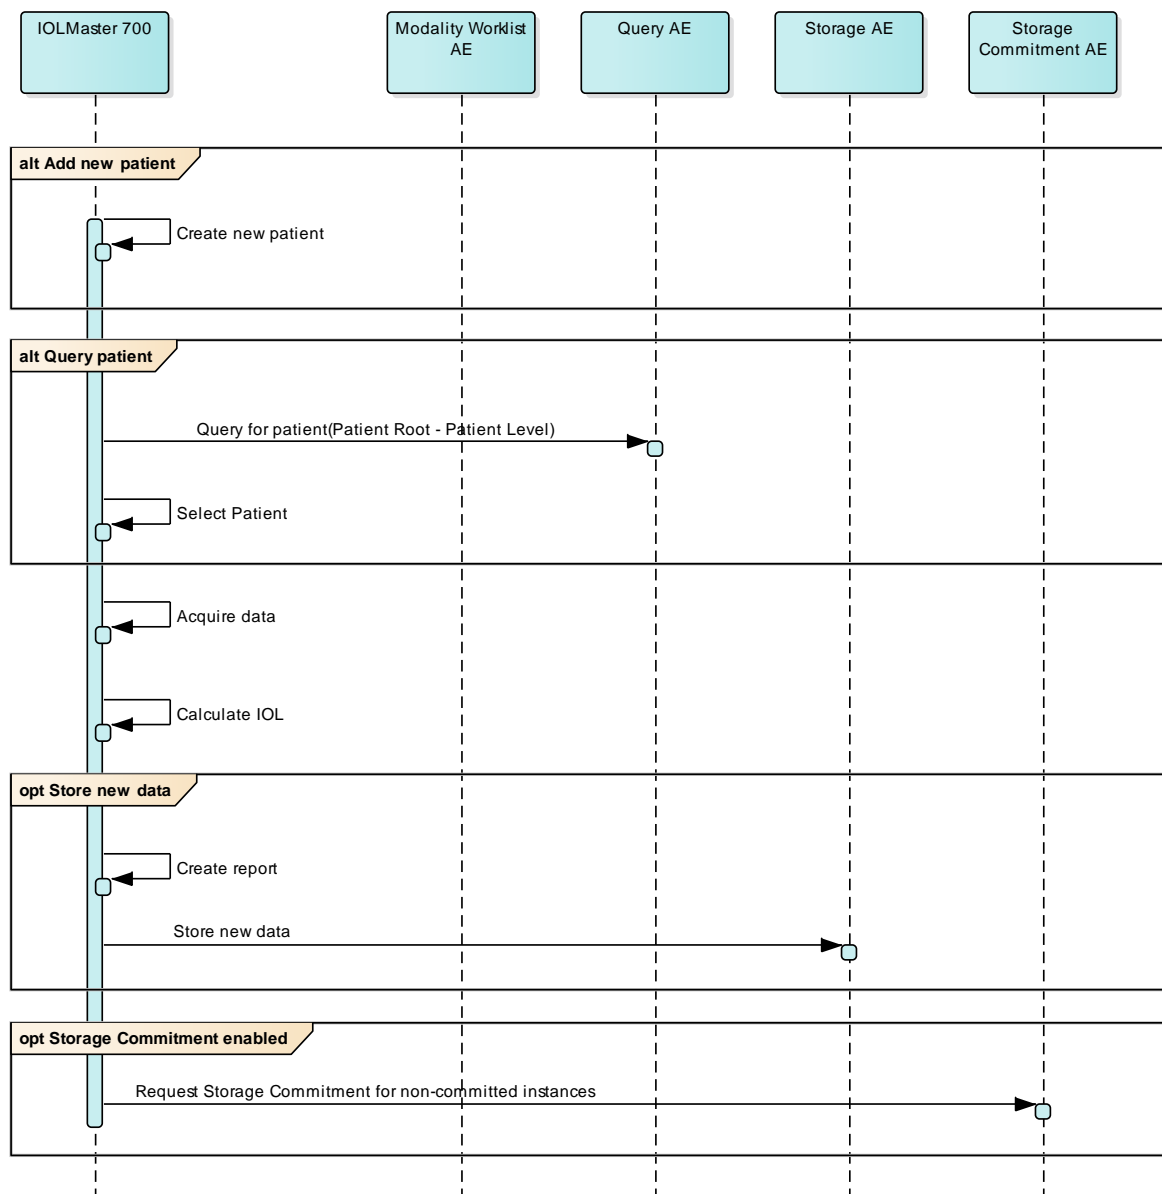 IOLMaster 700
Modality Worklist
AE
Query AE
Storage AE
Storage
Commitment AE
alt Add new patient
Create new patient
alt Query patient
Query for patient(Patient Root - Patient Level)
Select Patient
Acquire data
Calculate IOL
opt Store new data
Create report
Store new data
opt Storage Commitment enabled
Request Storage Commitment for non-committed instances